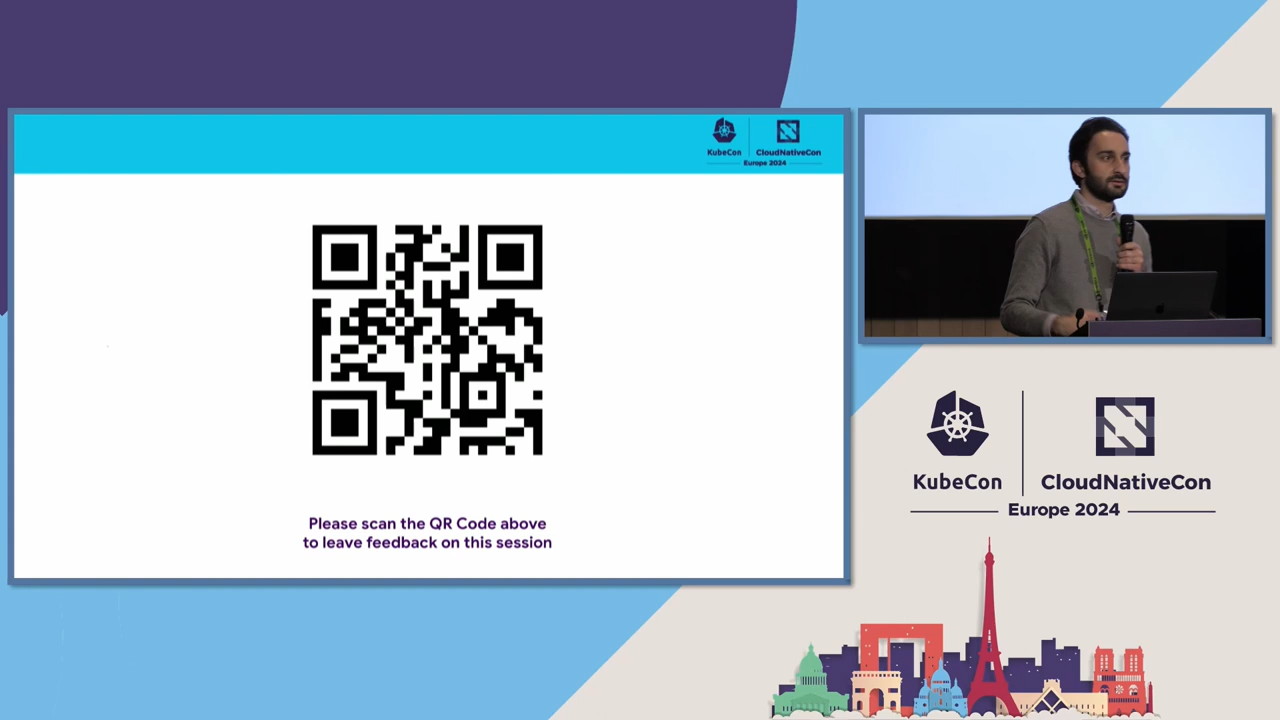 KubeCon
CloudNativeCon
Europe 2024
Please scan the QR Code above
to leave feedback on this session
KubeCon
CloudNativeCon
Europe 2024